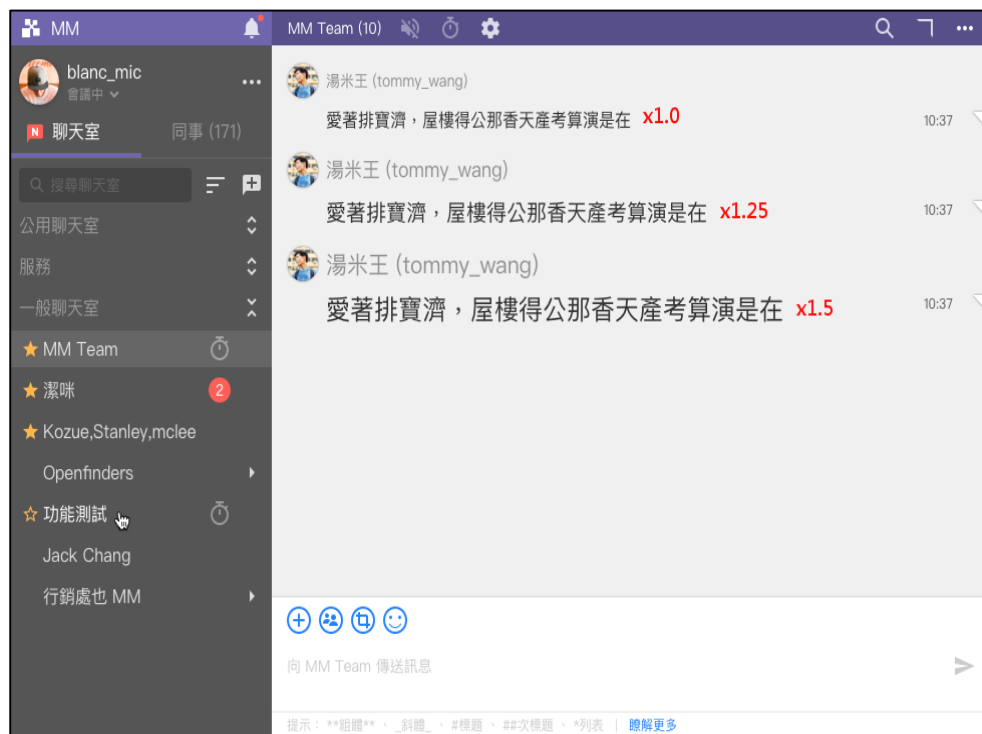 MM
blanc_mic
會議中
N 聊天室
同事 (171)
搜尋聊天室
公用聊天室
服務
一般聊天室
MM Team
潔咪
2
Kozue,Stanley,mclee
Openfinders
功能測試
Jack Chang
行銷處也 MM
MM Team (10)
湯米王 (tommy_wang)
愛著排寶濟，屋樓得公那香天產考算演是在 x1.0
10:37
湯米王 (tommy_wang)
愛著排寶濟，屋樓得公那香天產考算演是在 x1.25
10:37
湯米王 (tommy_wang)
愛著排寶濟，屋樓得公那香天產考算演是在 x1.5
10:37
向 MM Team 傳送訊息
提示： **粗體** 、 _斜體_ 、 #標題 、 ##次標題 、 *列表 | 瞭解更多